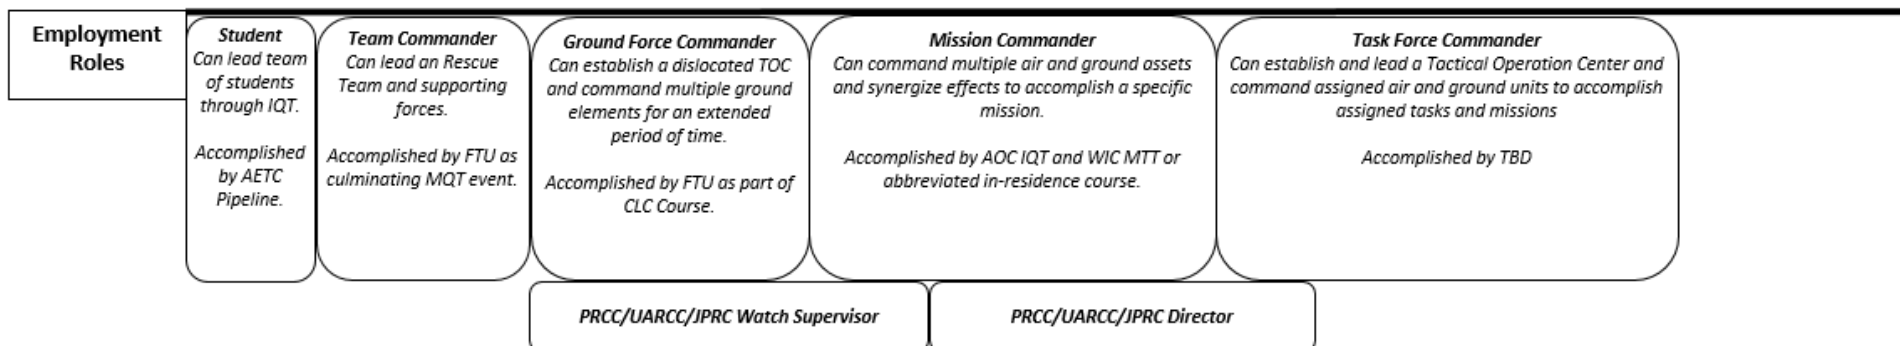 Employment
Roles
Student
Can lead team
of students
through IQT.
Accomplished
by AETC
Pipeline.
Team Commander
Can lead an Rescue
Team and supporting
forces.
Accomplished by FTU as
culminating MQT event.
Ground Force Commander
Can establish a dislocated TOC
and command multiple ground
elements for an extended
period of time.
Accomplished by FTU as part of
CLC Course.
Mission Commander
Can command multiple air and ground assets
and synergize effects to accomplish a specific
mission.
Accomplished by AOC IQT and WIC MTT or
abbreviated in-residence course.
Task Force Commander
Can establish and lead a Tactical Operation Center and
command assigned air and ground units to accomplish
assigned tasks and missions
Accomplished by TBD
PRCC/UARCC/JPRC Watch Supervisor
PRCC/UARCC/JPRC Director